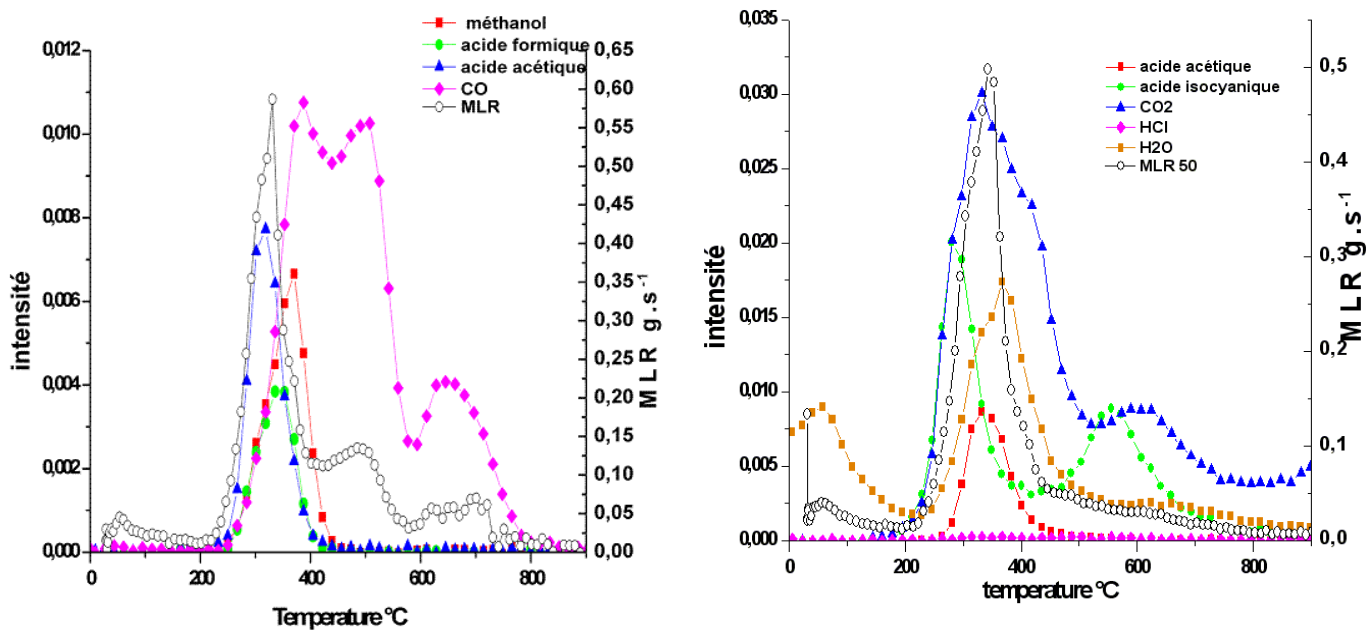 méthanol
acide formique
acide acétique
CO
MLR
0,012
0,010
0,008
0,006
0,004
0,002
0,000
intensité
0,65
0,60
0,55
0,50
0,45
0,40
0,35
0,30
0,25
0,20
0,15
0,10
0,05
0,00
MLR g.s-1
0
200
400
600
800
Temperature °C
acide acétique
acide isocyanique
CO2
HCl
H2O
MLR 50
0,035
0,030
0,025
0,020
0,015
0,010
0,005
0,000
intensité
0,5
0,4
0,3
0,2
0,1
0,0
MLR g.s-1
0
200
400
600
800
temperature °C